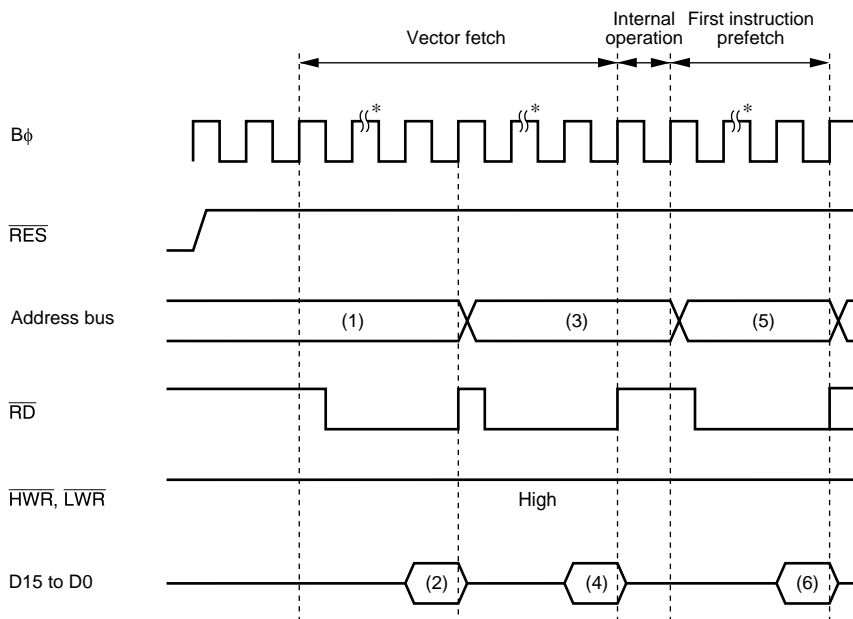 Vector fetch
Internal
operation
First instruction
prefetch
Bφ
*
*
*
RES
Address bus
(1)
(3)
(5)
RD
HWR, LWR
High
D15 to D0
(2)
(4)
(6)